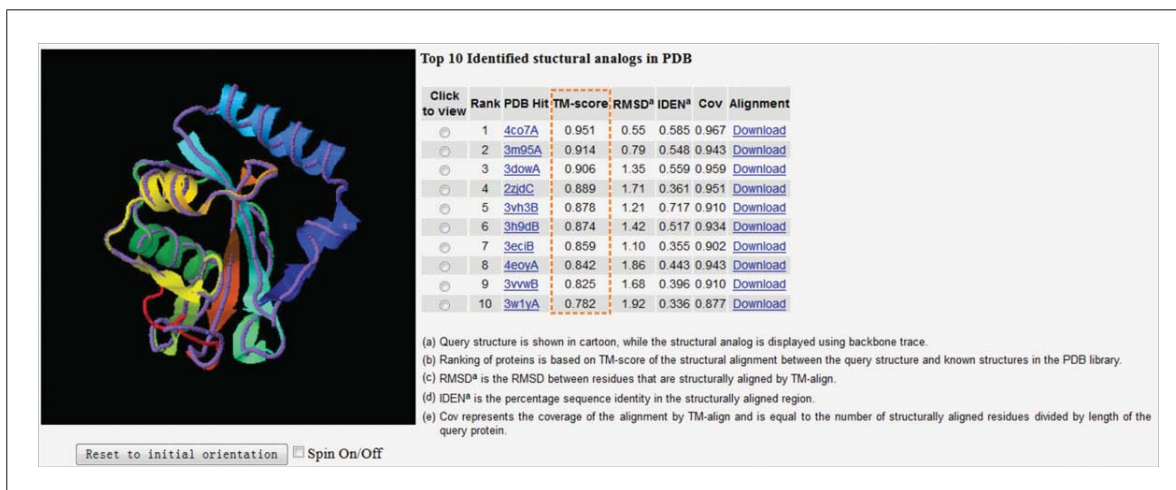 Top 10 Identified stuctural analogs in PDB
Click to view Rank PDB Hit TM-score RMSDᵃ IDENᵃ Cov Alignment
1 4co7A 0.951 0.55 0.585 0.967 Download
2 3m95A 0.914 0.79 0.548 0.943 Download
3 3dowA 0.906 1.35 0.559 0.959 Download
4 2zjdC 0.889 1.71 0.361 0.951 Download
5 3vh3B 0.878 1.21 0.717 0.910 Download
6 3h9dB 0.874 1.42 0.517 0.934 Download
7 3eciB 0.859 1.10 0.355 0.902 Download
8 4eoyA 0.842 1.86 0.443 0.943 Download
9 3vvwB 0.825 1.68 0.396 0.910 Download
10 3w1yA 0.782 1.92 0.336 0.877 Download
(a) Query structure is shown in cartoon, while the structural analog is displayed using backbone trace.
(b) Ranking of proteins is based on TM-score of the structural alignment between the query structure and known structures in the PDB library.
(c) RMSDᵃ is the RMSD between residues that are structurally aligned by TM-align.
(d) IDENᵃ is the percentage sequence identity in the structurally aligned region.
(e) Cov represents the coverage of the alignment by TM-align and is equal to the number of structurally aligned residues divided by length of the
query protein.
Reset to initial orientation Spin On/Off